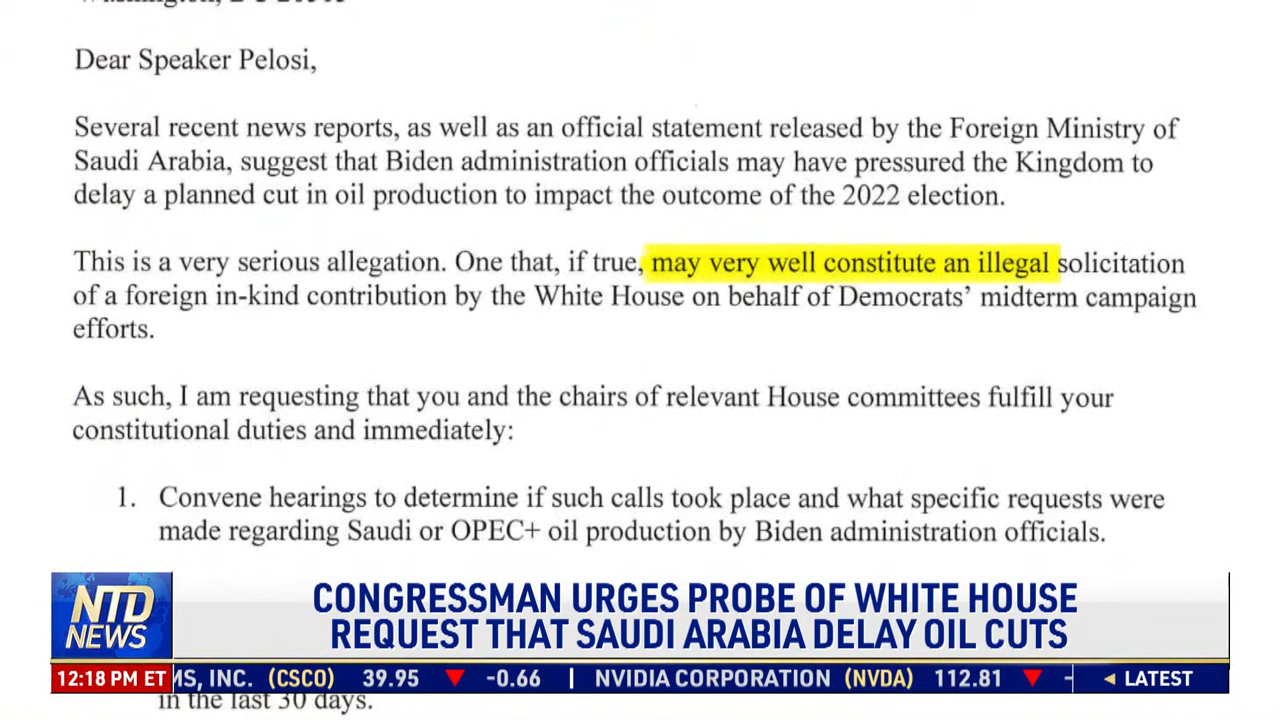 Dear Speaker Pelosi,
Several recent news reports, as well as an official statement released by the Foreign Ministry of
Saudi Arabia, suggest that Biden administration officials may have pressured the Kingdom to
delay a planned cut in oil production to impact the outcome of the 2022 election.
This is a very serious allegation. One that, if true, may very well constitute an illegal solicitation
of a foreign in-kind contribution by the White House on behalf of Democrats’ midterm campaign
efforts.
As such, I am requesting that you and the chairs of relevant House committees fulfill your
constitutional duties and immediately:
1. Convene hearings to determine if such calls took place and what specific requests were
made regarding Saudi or OPEC+ oil production by Biden administration officials.
NTD
NEWS
CONGRESSMAN URGES PROBE OF WHITE HOUSE
REQUEST THAT SAUDI ARABIA DELAY OIL CUTS
12:18 PM ET MS, INC. (CSCO) 39.95 ▼ -0.66 | NVIDIA CORPORATION (NVDA) 112.81 ▼ - ◄ LATEST
in the last 30 days.